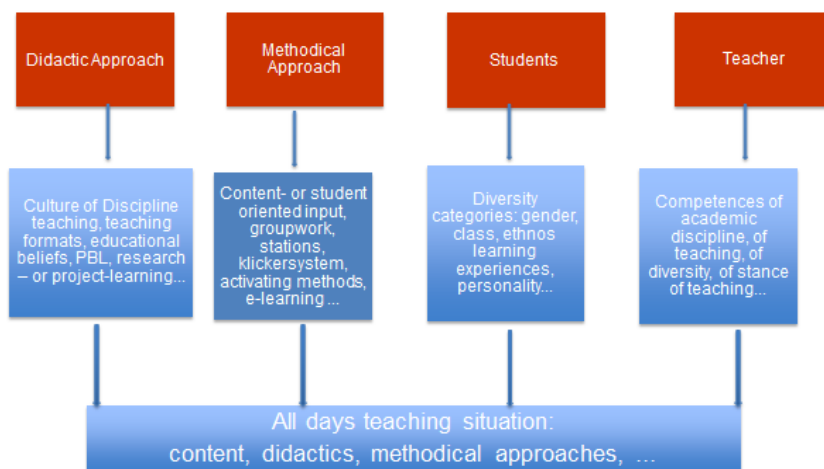 Didactic Approach
Methodical
Approach
Students
Teacher
Culture of Discipline
teaching, teaching
formats, educational
beliefs, PBL, research
– or project-learning...
Content- or student
oriented input,
groupwork,
stations,
klickersystem,
activating methods,
e-learning ...
Diversity
categories: gender,
class, ethnos
learning
experiences,
personality...
Competences of
academic
discipline, of
teaching, of
diversity, of stance
of teaching...
All days teaching situation:
content, didactics, methodical approaches, ...